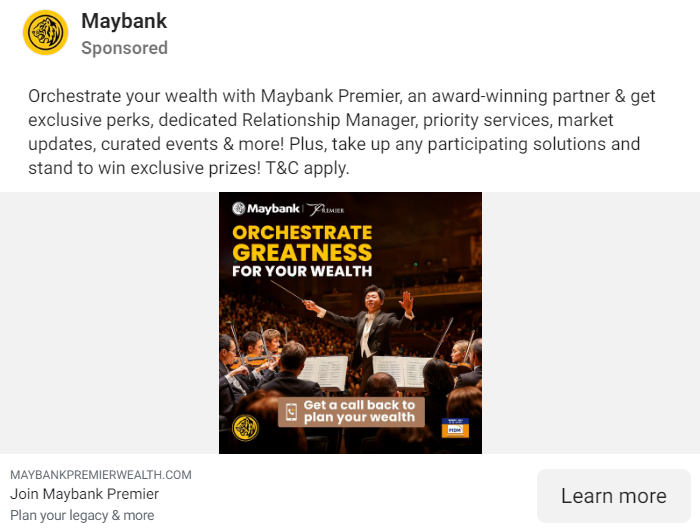 Maybank
Sponsored
Orchestrate your wealth with Maybank Premier, an award-winning partner & get
exclusive perks, dedicated Relationship Manager, priority services, market
updates, curated events & more! Plus, take up any participating solutions and
stand to win exclusive prizes! T&C apply.
Maybank PREMIER
ORCHESTRATE
GREATNESS
FOR YOUR WEALTH
Get a call back to
plan your wealth
PIDM
MAYBANKPREMIERWEALTH.COM
Join Maybank Premier
Plan your legacy & more
Learn more